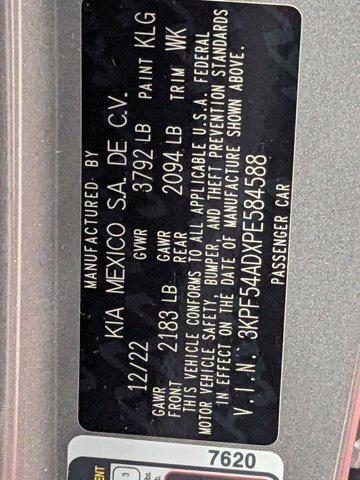 MANUFACTURED BY
KIA MEXICO S.A. DE C.V.
12/22 GVWR 3792 LB PAINT KLG
GAWR FRONT 2183 LB GAWR REAR 2094 LB TRIM WK
THIS VEHICLE CONFORMS TO ALL APPLICABLE U.S.A. FEDERAL
MOTOR VEHICLE SAFETY, BUMPER, AND THEFT PREVENTION STANDARDS
IN EFFECT ON THE DATE OF MANUFACTURE SHOWN ABOVE.
V.I.N. 3KPF54ADXPE584588
PASSENGER CAR
7620